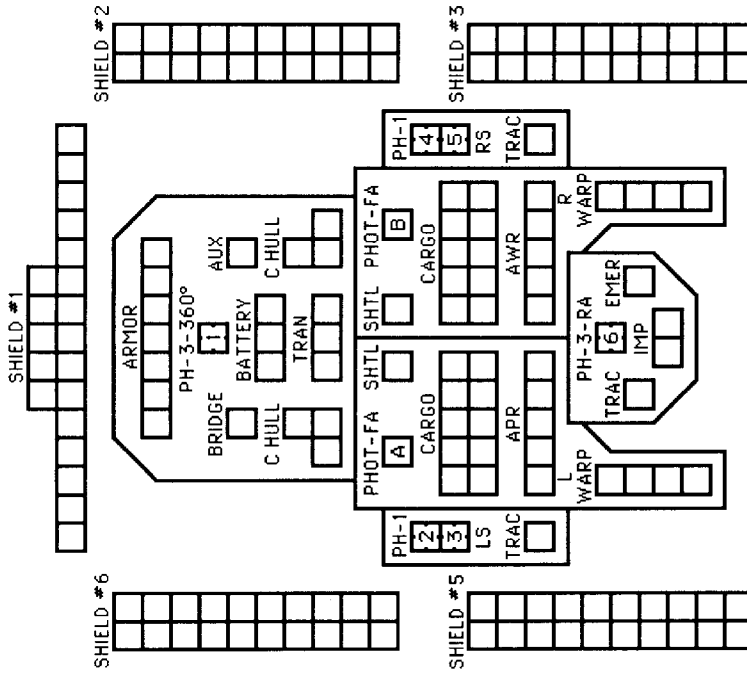 SHIELD #1
SHIELD #6
SHIELD #2
ARMOR
PH-3-360°
1
BRIDGE
AUX
BATTERY
C HULL
C HULL
TRAN
PHOT-FA
SHTL
SHTL
PHOT-FA
A
B
PH-1
2
3
LS
PH-1
4
5
RS
CARGO
CARGO
SHIELD #5
SHIELD #3
TRAC
APR
AWR
TRAC
L
WARP
R
WARP
PH-3-RA
TRAC
6
EMER
IMP